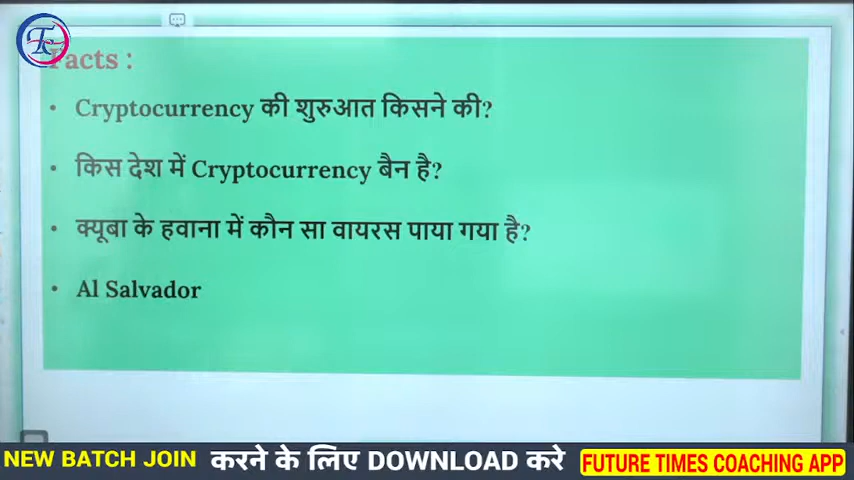 Facts :
• Cryptocurrency की शुरुआत किसने की?
• किस देश में Cryptocurrency बैन है?
• क्यूबा के हवाना में कौन सा वायरस पाया गया है?
• Al Salvador
NEW BATCH JOIN करने के लिए DOWNLOAD करे FUTURE TIMES COACHING APP